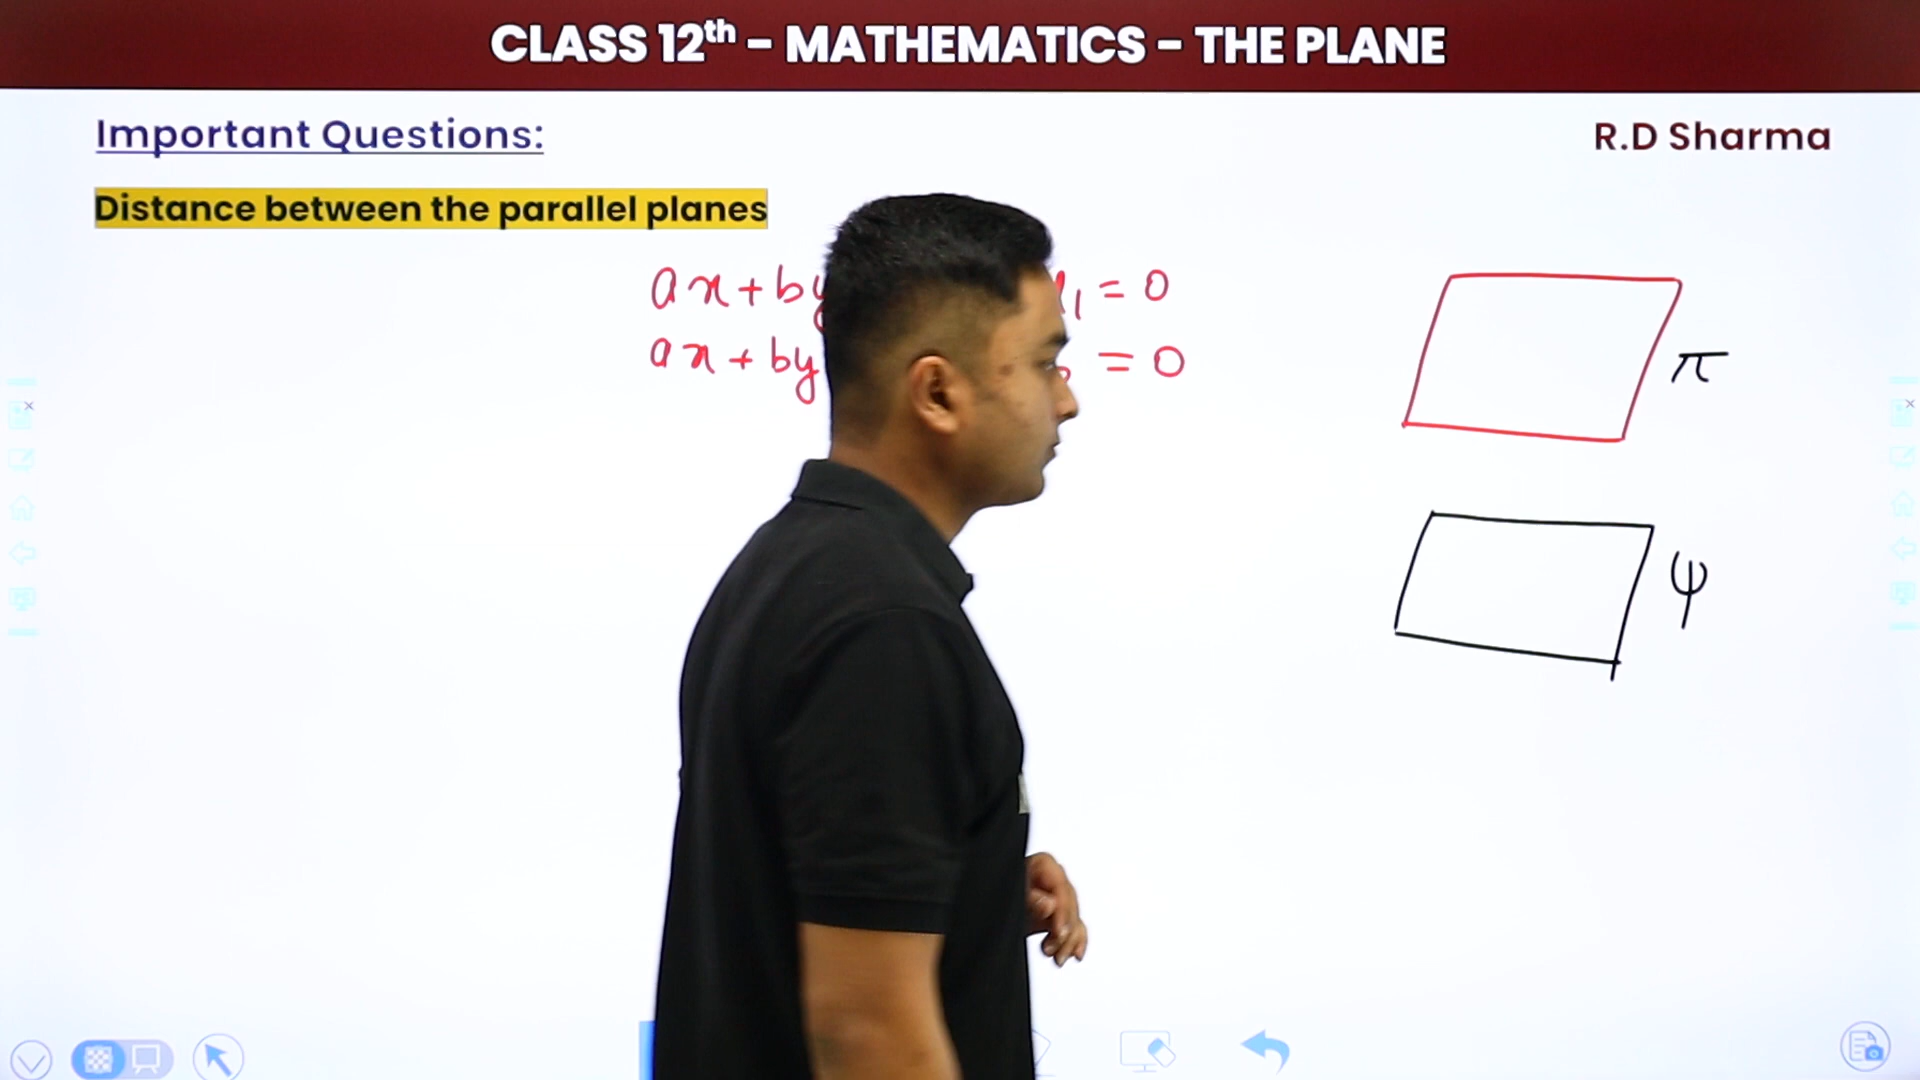 CLASS 12th - MATHEMATICS - THE PLANE
Important Questions:
R.D Sharma
Distance between the parallel planes
ax + by
1 = 0
ax + by
= 0
π
ψ